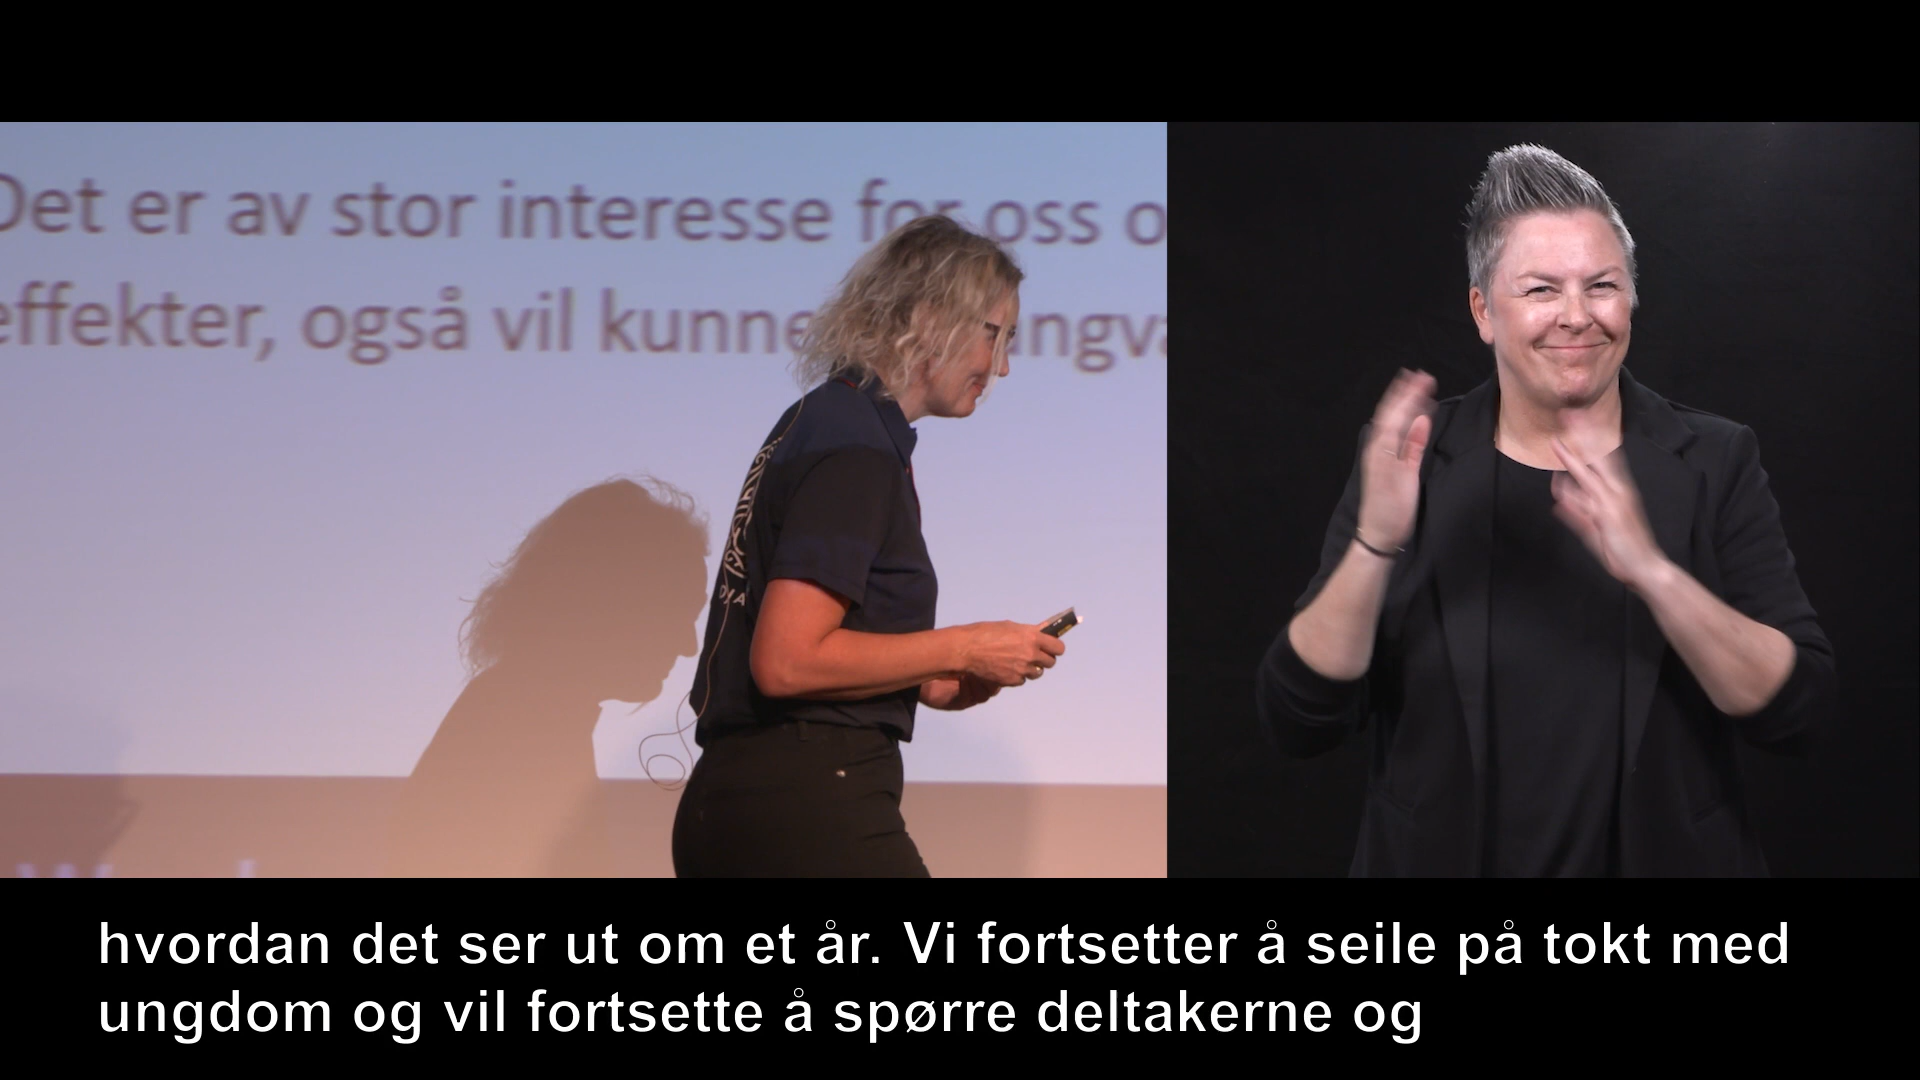 Det er av stor interesse for oss o
effekter, også vil kunne angva
hvordan det ser ut om et år. Vi fortsetter å seile på tokt med
ungdom og vil fortsette å spørre deltakerne og